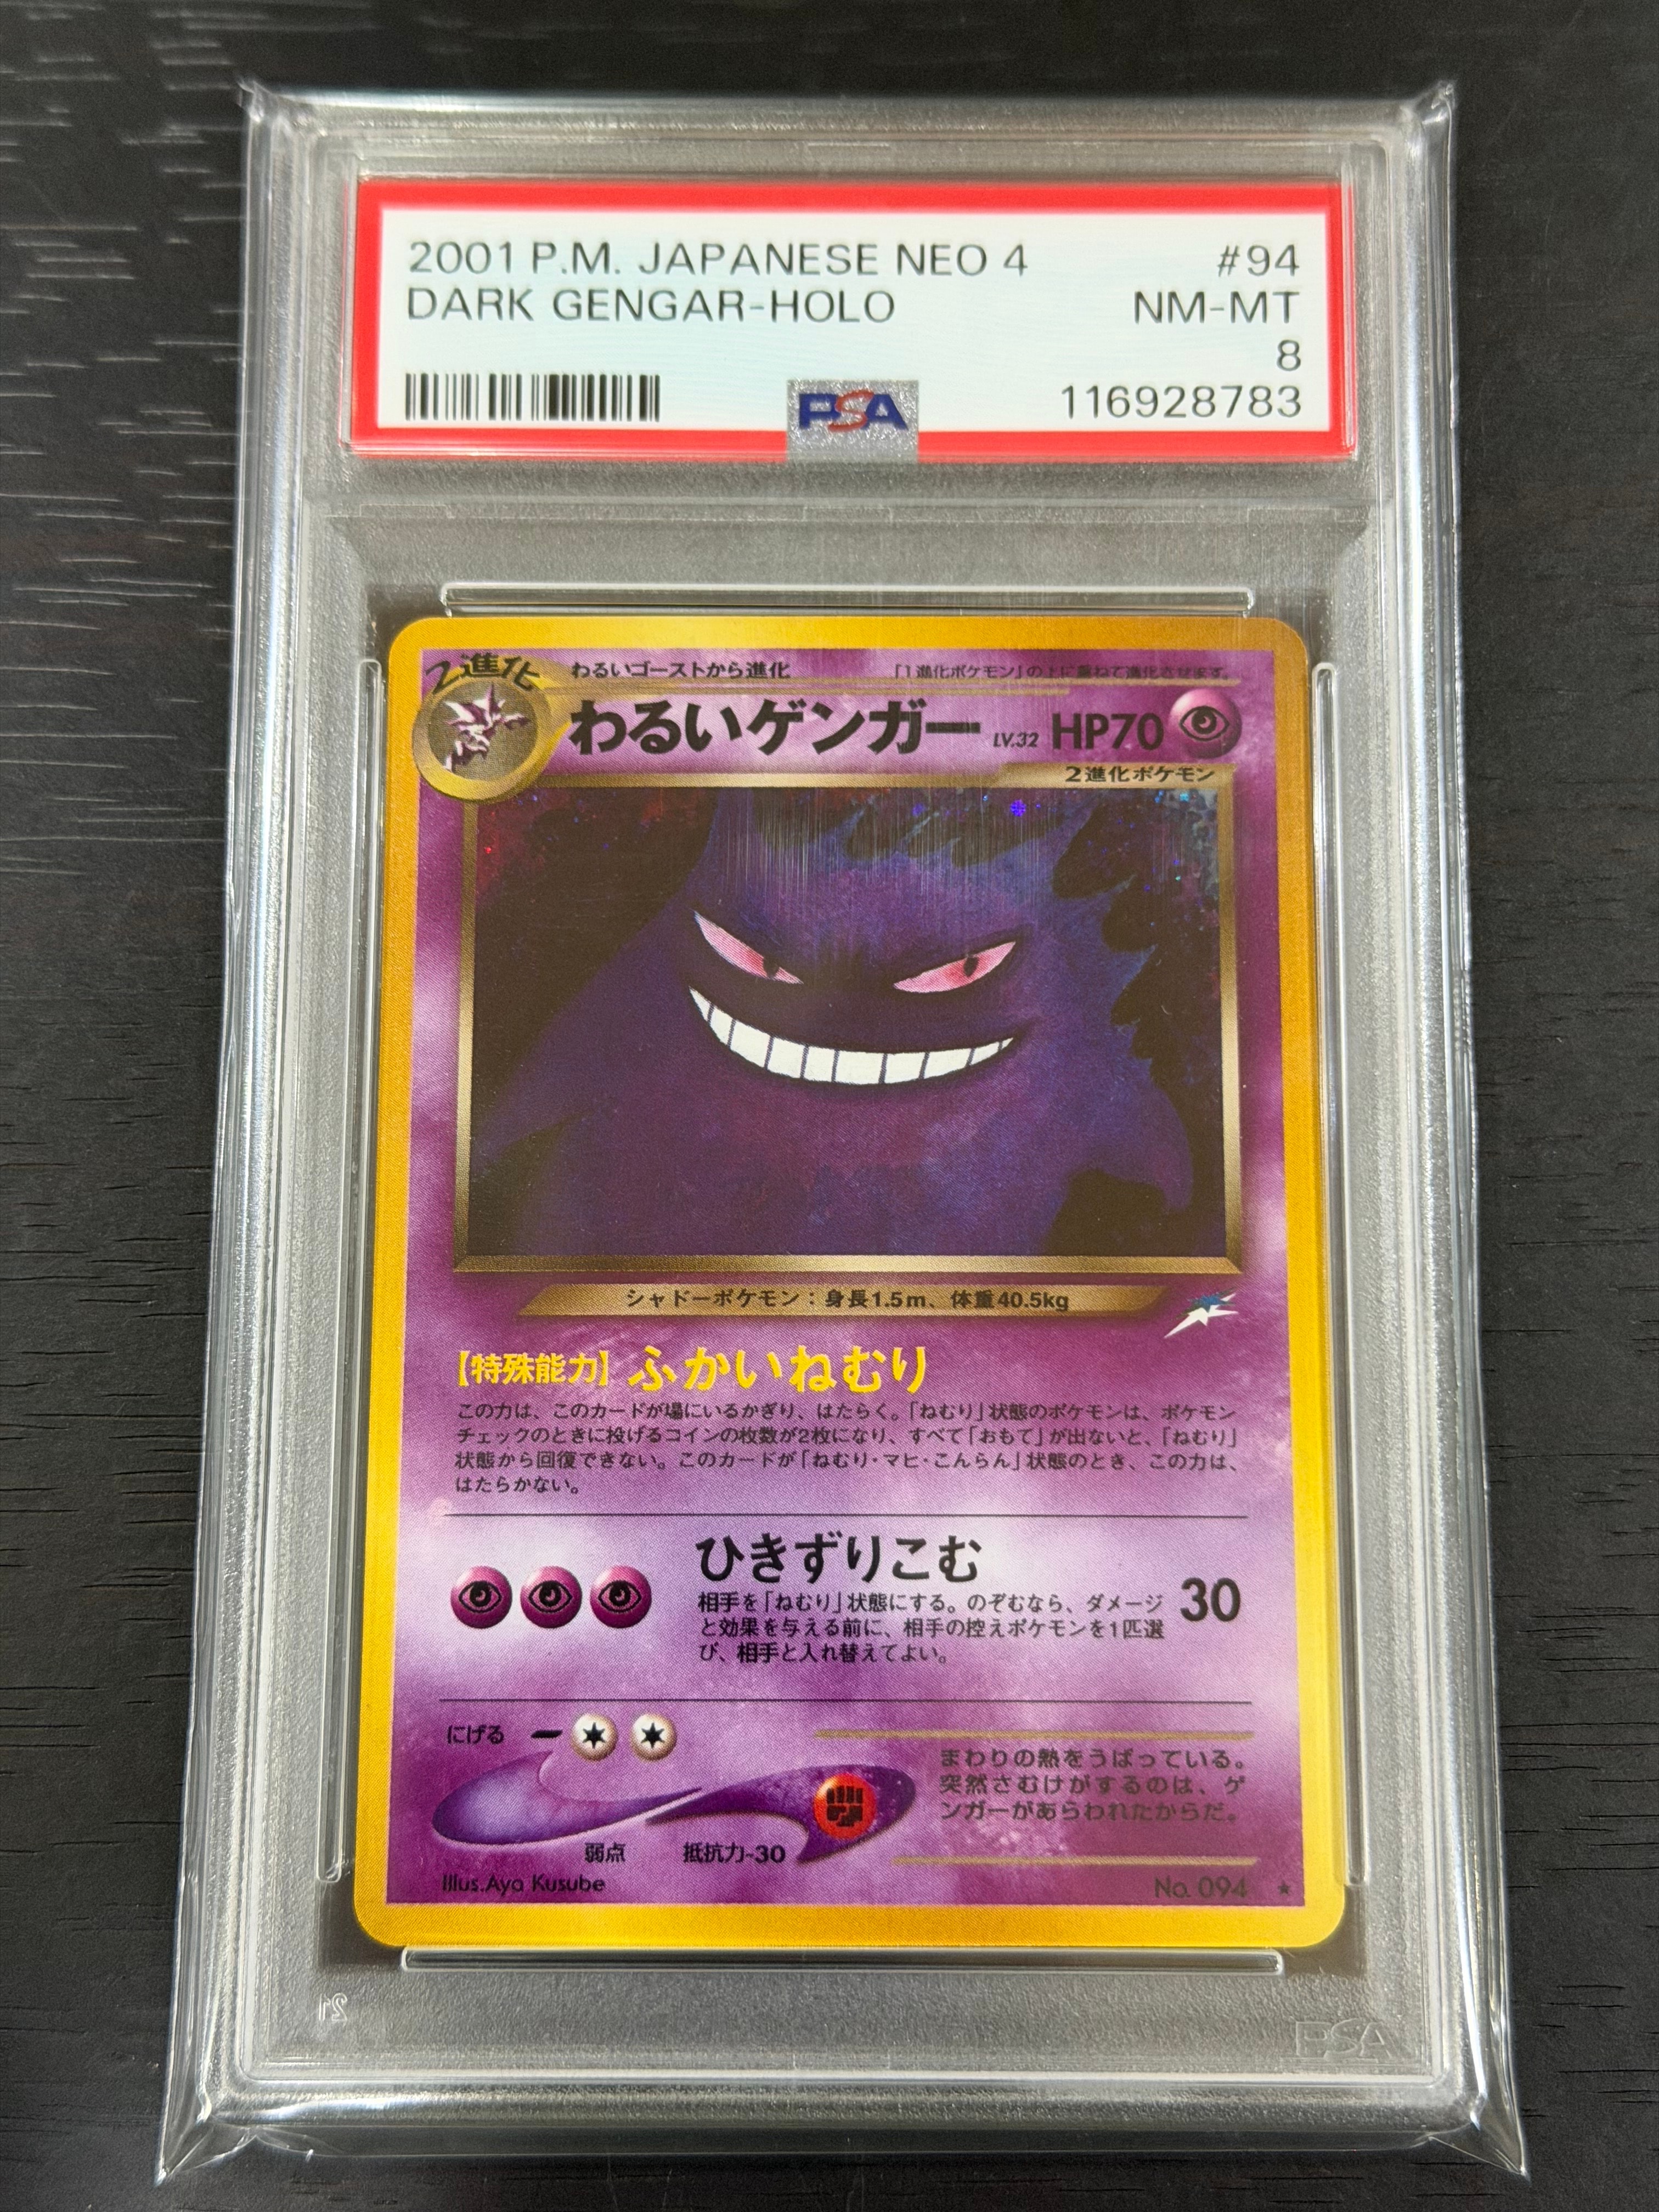 2001 P.M. JAPANESE NEO 4 #94
DARK GENGAR-HOLO NM-MT
8
PSA 116928783
2進化 わるいゴーストから進化 「1進化ポケモン」の上に重ねて進化させます。
わるいゲンガー LV.32 HP70
2進化ポケモン
シャドーポケモン：身長1.5m、体重40.5kg
【特殊能力】ふかいねむり
この力は、このカードが場にいるかぎり、はたらく。「ねむり」状態のポケモンは、ポケモン
チェックのときに投げるコインの枚数が2枚になり、すべて「おもて」が出ないと、「ねむり」
状態から回復できない。このカードが「ねむり・マヒ・こんらん」状態のとき、この力は、
はたらかない。
ひきずりこむ
相手を「ねむり」状態にする。のぞむなら、ダメージ
と効果を与える前に、相手の控えポケモンを1匹選
び、相手と入れ替えてよい。
30
にげる
まわりの熱をうばっている。
突然さむけがするのは、ゲ
ンガーがあらわれたからだ。
弱点 抵抗力-30
Illus.Aya Kusube No. 094 ★
21
PSA